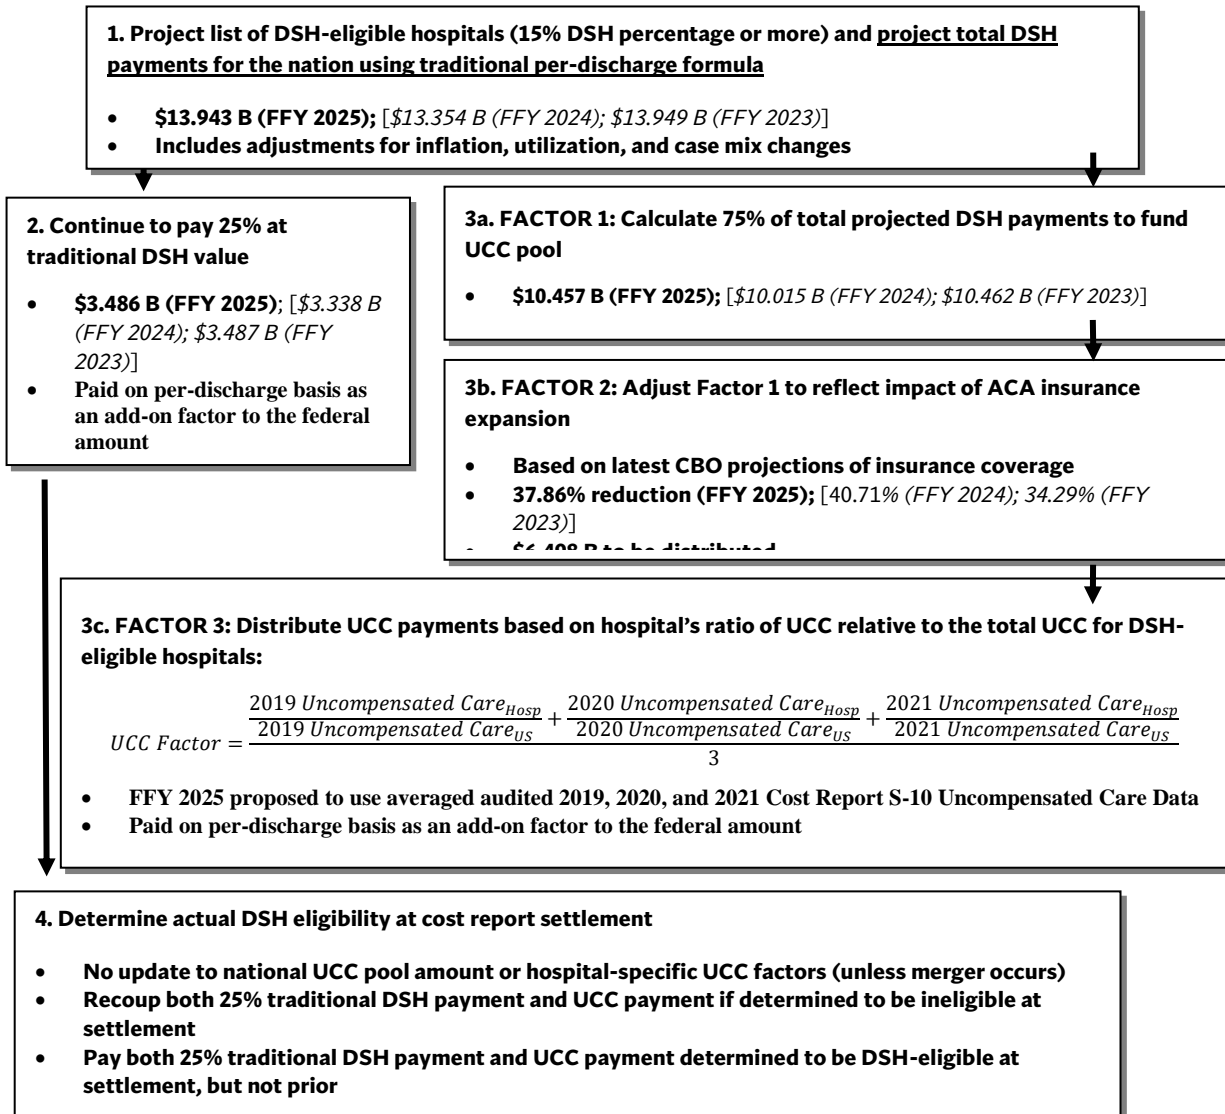 1. Project list of DSH-eligible hospitals (15% DSH percentage or more) and project total DSH
payments for the nation using traditional per-discharge formula
• $13.943 B (FFY 2025); [$13.354 B (FFY 2024); $13.949 B (FFY 2023)]
• Includes adjustments for inflation, utilization, and case mix changes
2. Continue to pay 25% at
traditional DSH value
• $3.486 B (FFY 2025); [$3.338 B
(FFY 2024); $3.487 B (FFY
2023)]
• Paid on per-discharge basis as
an add-on factor to the federal
amount
3a. FACTOR 1: Calculate 75% of total projected DSH payments to fund
UCC pool
• $10.457 B (FFY 2025); [$10.015 B (FFY 2024); $10.462 B (FFY 2023)]
3b. FACTOR 2: Adjust Factor 1 to reflect impact of ACA insurance
expansion
• Based on latest CBO projections of insurance coverage
• 37.86% reduction (FFY 2025); [40.71% (FFY 2024); 34.29% (FFY
2023)]
• $6.498 B to be distributed
3c. FACTOR 3: Distribute UCC payments based on hospital's ratio of UCC relative to the total UCC for DSH-
eligible hospitals:
2019 Uncompensated Care_Hosp 2020 Uncompensated Care_Hosp 2021 Uncompensated Care_Hosp
UCC Factor = + +
2019 Uncompensated Care_US 2020 Uncompensated Care_US 2021 Uncompensated Care_US
3
• FFY 2025 proposed to use averaged audited 2019, 2020, and 2021 Cost Report S-10 Uncompensated Care Data
• Paid on per-discharge basis as an add-on factor to the federal amount
4. Determine actual DSH eligibility at cost report settlement
• No update to national UCC pool amount or hospital-specific UCC factors (unless merger occurs)
• Recoup both 25% traditional DSH payment and UCC payment if determined to be ineligible at
settlement
• Pay both 25% traditional DSH payment and UCC payment determined to be DSH-eligible at
settlement, but not prior